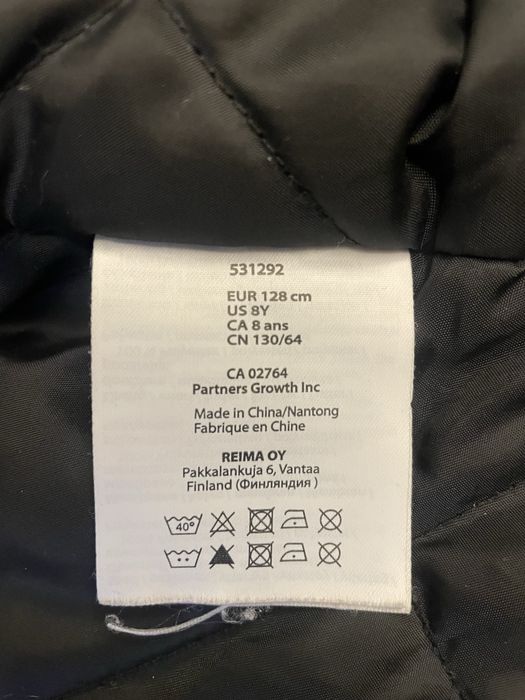 531292
EUR 128 cm
US 8Y
CA 8 ans
CN 130/64
CA 02764
Partners Growth Inc
Made in China/Nantong
Fabrique en Chine
REIMA OY
Pakkalankuja 6, Vantaa
Finland (Финляндия )
40°